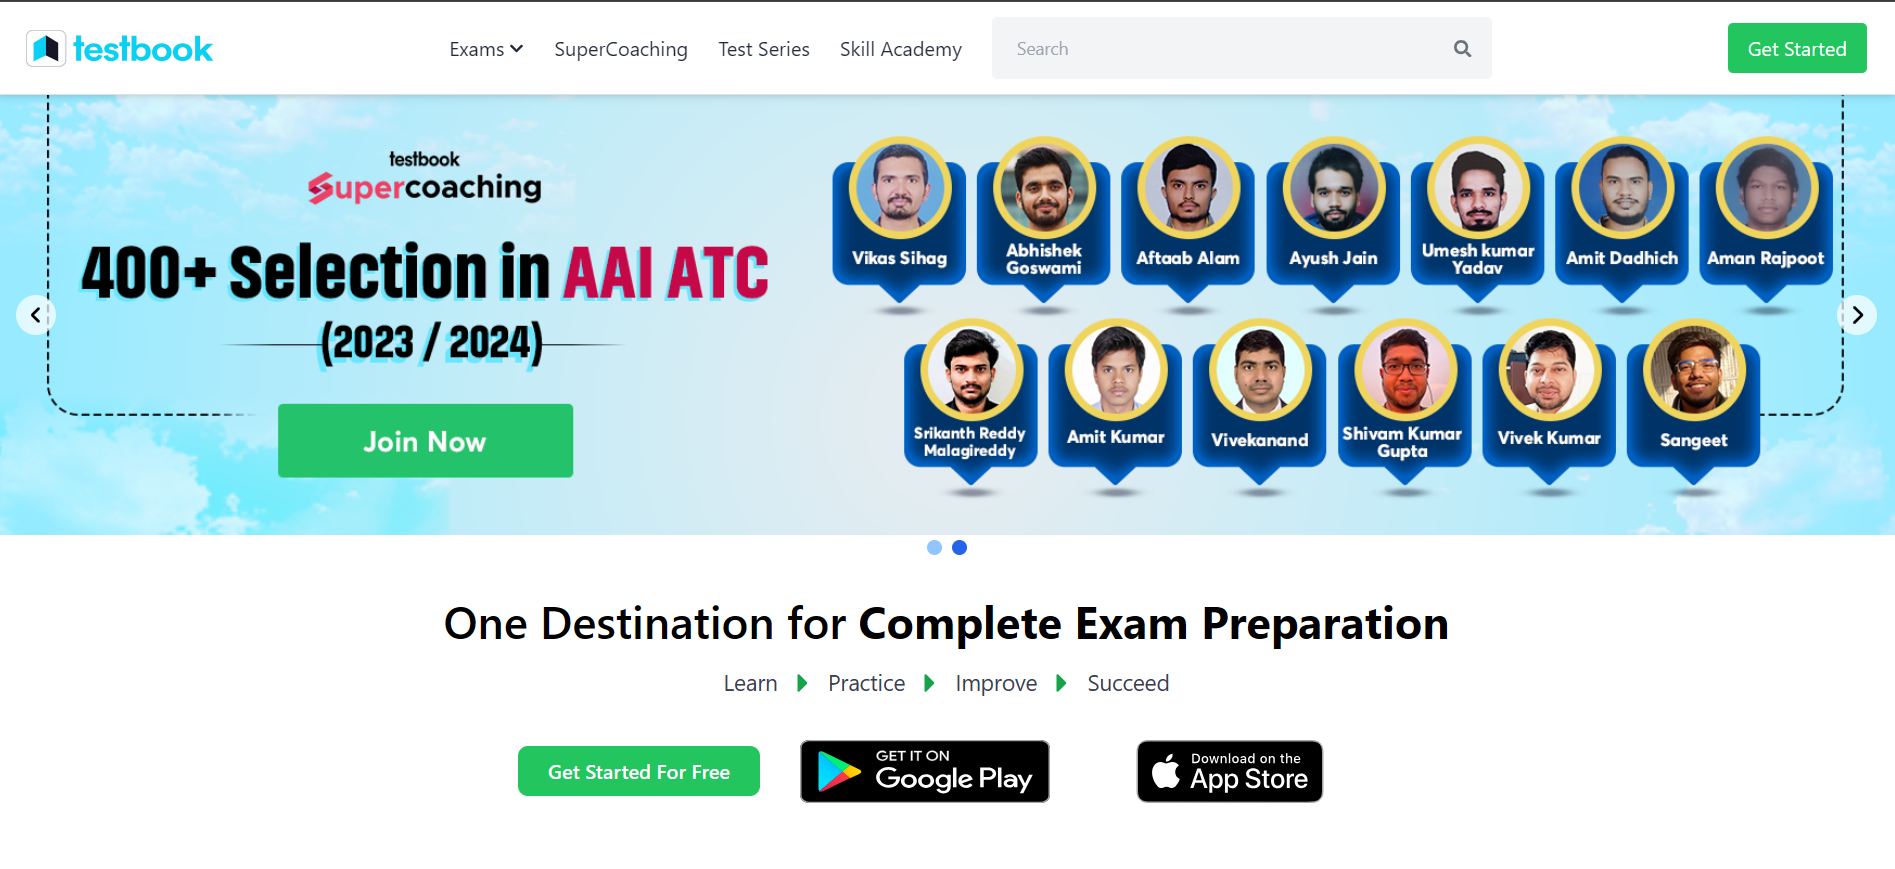 testbook
Exams
SuperCoaching
Test Series
Skill Academy
Search
Get Started
testbook
Supercoaching
400+ Selection in AAI ATC
(2023 / 2024)
Join Now
Vikas Sihag
Abhishek
Goswami
Aftaab Alam
Ayush Jain
Umesh kumar
Yadav
Amit Dadhich
Aman Rajpoot
Srikanth Reddy
Malagireddy
Amit Kumar
Vivekanand
Shivam Kumar
Gupta
Vivek Kumar
Sangeet
One Destination for Complete Exam Preparation
Learn
Practice
Improve
Succeed
Get Started For Free
GET IT ON
Google Play
Download on the
App Store